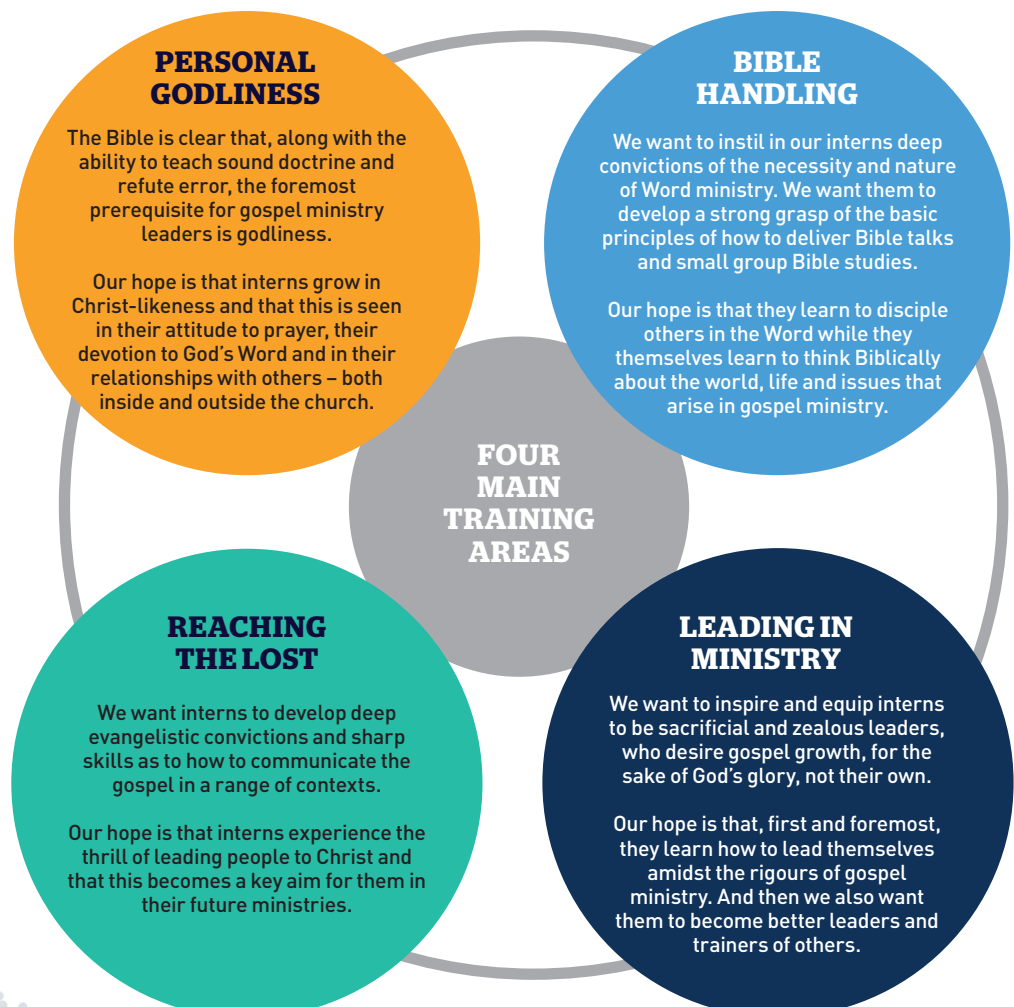 PERSONAL
GODLINESS
The Bible is clear that, along with the
ability to teach sound doctrine and
refute error, the foremost
prerequisite for gospel ministry
leaders is godliness.
Our hope is that interns grow in
Christ-likeness and that this is seen
in their attitude to prayer, their
devotion to God’s Word and in their
relationships with others – both
inside and outside the church.
BIBLE
HANDLING
We want to instil in our interns deep
convictions of the necessity and nature
of Word ministry. We want them to
develop a strong grasp of the basic
principles of how to deliver Bible talks
and small group Bible studies.
Our hope is that they learn to disciple
others in the Word while they
themselves learn to think Biblically
about the world, life and issues that
arise in gospel ministry.
FOUR
MAIN
TRAINING
AREAS
REACHING
THE LOST
We want interns to develop deep
evangelistic convictions and sharp
skills as to how to communicate the
gospel in a range of contexts.
Our hope is that interns experience the
thrill of leading people to Christ and
that this becomes a key aim for them in
their future ministries.
LEADING IN
MINISTRY
We want to inspire and equip interns
to be sacrificial and zealous leaders,
who desire gospel growth, for the
sake of God’s glory, not their own.
Our hope is that, first and foremost,
they learn how to lead themselves
amidst the rigours of gospel
ministry. And then we also want
them to become better leaders and
trainers of others.